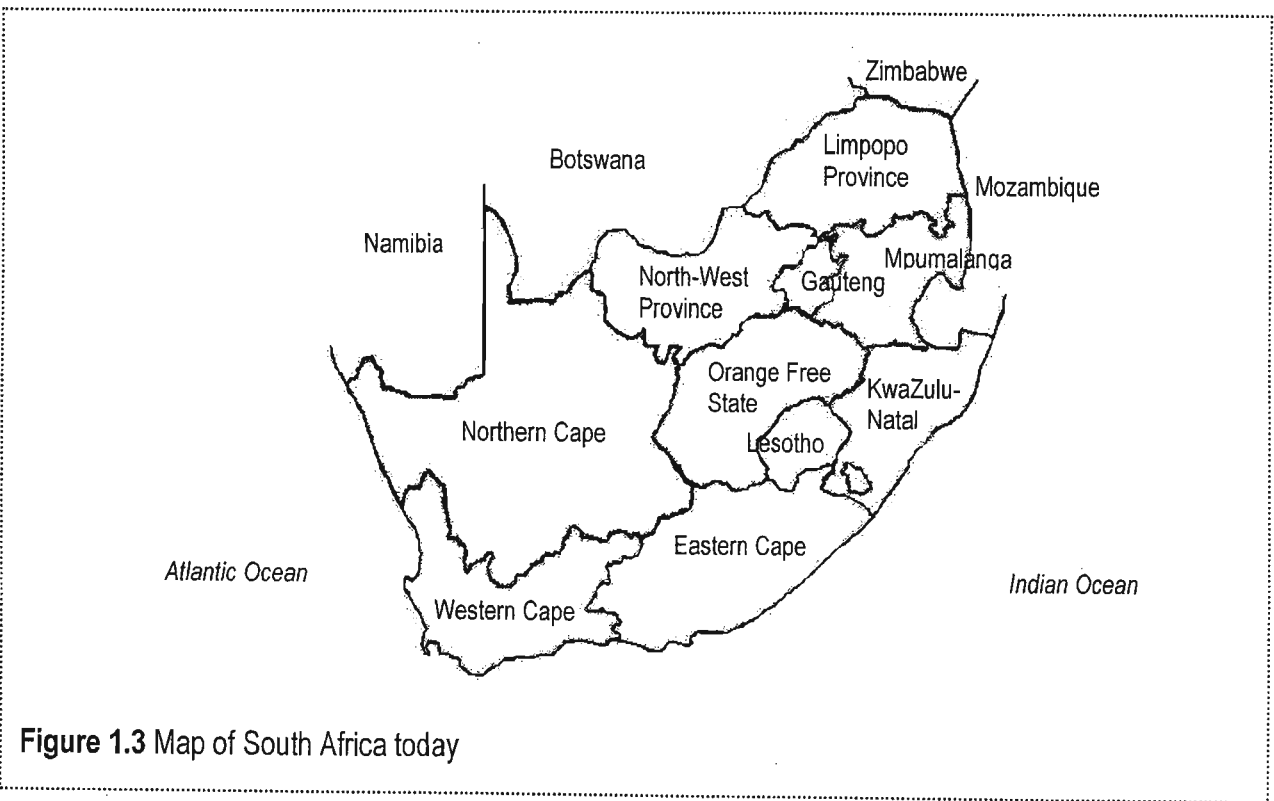 Zimbabwe
Limpopo
Province
Botswana
Mozambique
Namibia
Mpumalanga
North-West
Province
Gauteng
Orange Free
State
KwaZulu-
Natal
Northern Cape
Lesotho
Eastern Cape
Atlantic Ocean
Indian Ocean
Western Cape
Figure 1.3 Map of South Africa today